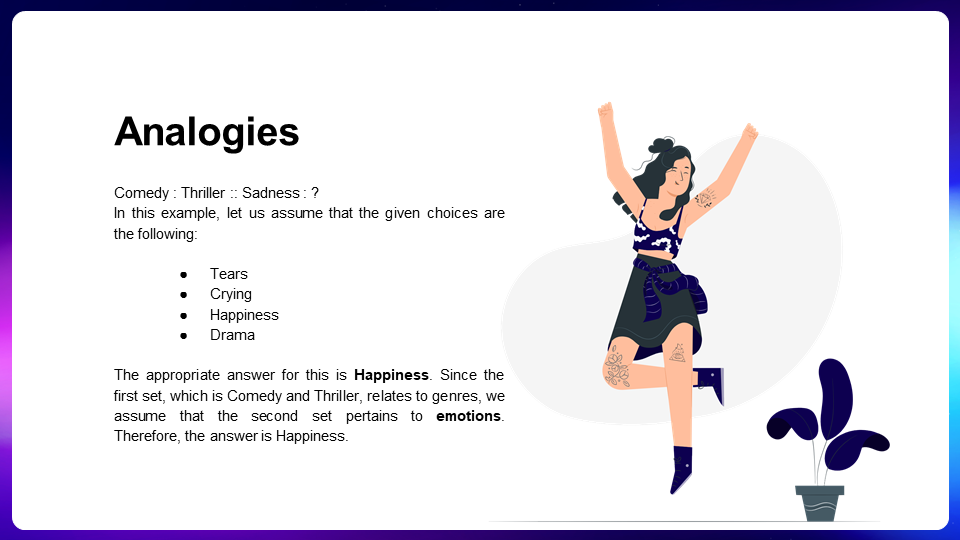 Analogies
Comedy : Thriller :: Sadness : ?
In this example, let us assume that the given choices are
the following:
● Tears
● Crying
● Happiness
● Drama
The appropriate answer for this is Happiness. Since the
first set, which is Comedy and Thriller, relates to genres, we
assume that the second set pertains to emotions.
Therefore, the answer is Happiness.